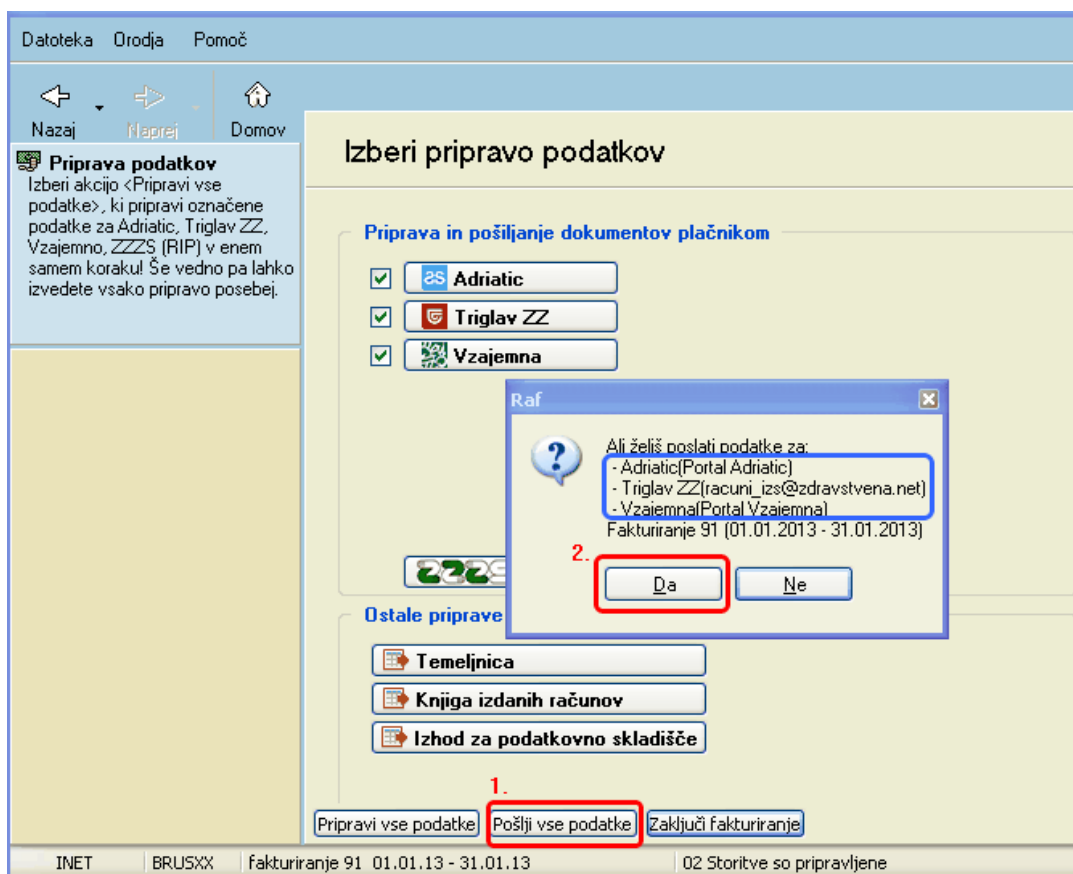 Datoteka Orodja Pomoč
Nazaj Naprej Domov
Priprava podatkov
Izberi akcijo <Pripravi vse
podatke>, ki pripravi označene
podatke za Adriatic, Triglav ZZ,
Vzajemno, ZZZS (RIP) v enem
samem koraku! Še vedno pa lahko
izvedete vsako pripravo posebej.
Izberi pripravo podatkov
Priprava in pošiljanje dokumentov plačnikom
Adriatic
Triglav ZZ
Vzajemna
Raf
Ali želiš poslati podatke za:
- Adriatic(Portal Adriatic)
- Triglav ZZ(racuni_izs@zdravstvena.net)
- Vzajemna(Portal Vzajemna)
Fakturiranje 91 (01.01.2013 - 31.01.2013)
2.
Da Ne
ZZZS
Ostale priprave
Temeljnica
Knjiga izdanih računov
Izhod za podatkovno skladišče
1.
Pripravi vse podatke Pošlji vse podatke Zaključi fakturiranje
INET BRUSXX fakturiranje 91 01.01.13 - 31.01.13 02 Storitve so pripravljene